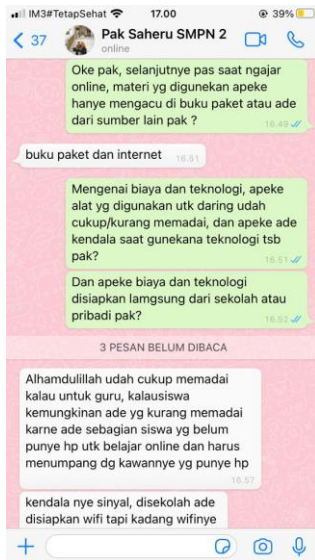 IM3#TetapSehat 17.00 39%
37 Pak Saheru SMPN 2
online
Oke pak, selanjutnye pas saat ngajar
online, materi yg digunekan apeke
hanye mengacu di buku paket atau ade
dari sumber lain pak ?
16.49
buku paket dan internet 16.51
Mengenai biaya dan teknologi, apeke
alat yg digunakan utk daring udah
cukup/kurang memadai, dan apeke ade
kendala saat gunekana teknologi tsb
pak?
16.51
Dan apeke biaya dan teknologi
disiapkan lamgsung dari sekolah atau
pribadi pak?
16.52
3 PESAN BELUM DIBACA
Alhamdulillah udah cukup memadai
kalau untuk guru, kalausiswa
kemungkinan ade yg kurang memadai
karne ade sebagian siswa yg belum
punye hp utk belajar online dan harus
menumpang dg kawannye yg punye hp
16.57
kendala nye sinyal, disekolah ade
disiapkan wifi tapi kadang wifinye